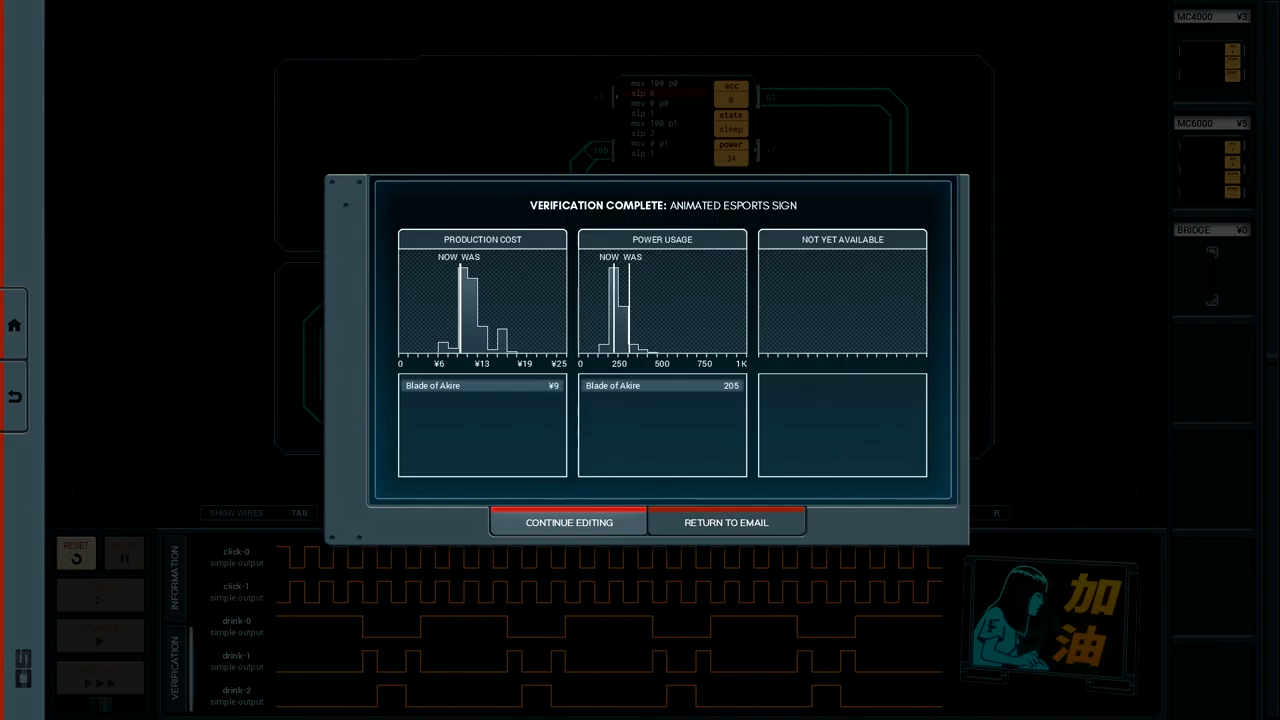 MC4000 ¥3
mov 100 p0
slp 6
mov 0 p0
slp 1
mov 100 p1
slp 2
mov 0 p1
slp 1
acc
0
state
sleep
power
34
p1
100
MC6000 ¥5
BRIDGE ¥0
VERIFICATION COMPLETE: ANIMATED ESPORTS SIGN
PRODUCTION COST
NOW WAS
0 ¥6 ¥13 ¥19 ¥25
Blade of Akire ¥9
POWER USAGE
NOW WAS
0 250 500 750 1K
Blade of Akire 205
NOT YET AVAILABLE
CONTINUE EDITING
RETURN TO EMAIL
SHOW WIRES TAB
R
RESET
ADVANCE
INFORMATION
VERIFICATION
click-0
simple output
click-1
simple output
drink-0
simple output
drink-1
simple output
drink-2
simple output
加
油